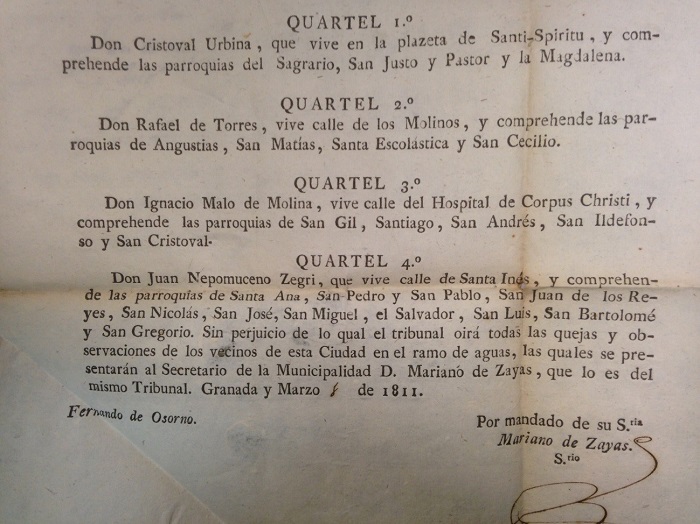 QUARTEL 1.º
Don Cristoval Urbina, que vive en la plazeta de Santi-Spiritu, y com-
prehende las parroquias del Sagrario, San Justo y Pastor y la Magdalena.
QUARTEL 2.º
Don Rafael de Torres, vive calle de los Molinos, y comprehende las par-
roquias de Angustias, San Matías, Santa Escolástica y San Cecilio.
QUARTEL 3.º
Don Ignacio Malo de Molina, vive calle del Hospital de Corpus Christi, y
comprehende las parroquias de San Gil, Santiago, San Andrés, San Ildefon-
so y San Cristoval.
QUARTEL 4.º
Don Juan Nepomuceno Zegri, que vive calle de Santa Inés, y comprehen-
de las parroquias de Santa Ana, San Pedro y San Pablo, San Juan de los Re-
yes, San Nicolás, San José, San Miguel, el Salvador, San Luis, San Bartolomé
y San Gregorio. Sin perjuicio de lo qual el tribunal oirá todas las quejas y ob-
servaciones de los vecinos de esta Ciudad en el ramo de aguas, las quales se pre-
sentarán al Secretario de la Municipalidad D. Mariano de Zayas, que lo es del
mismo Tribunal. Granada y Marzo de 1811.
Fernando de Osorno.
Por mandado de su S.ria
Mariano de Zayas.
S.rio